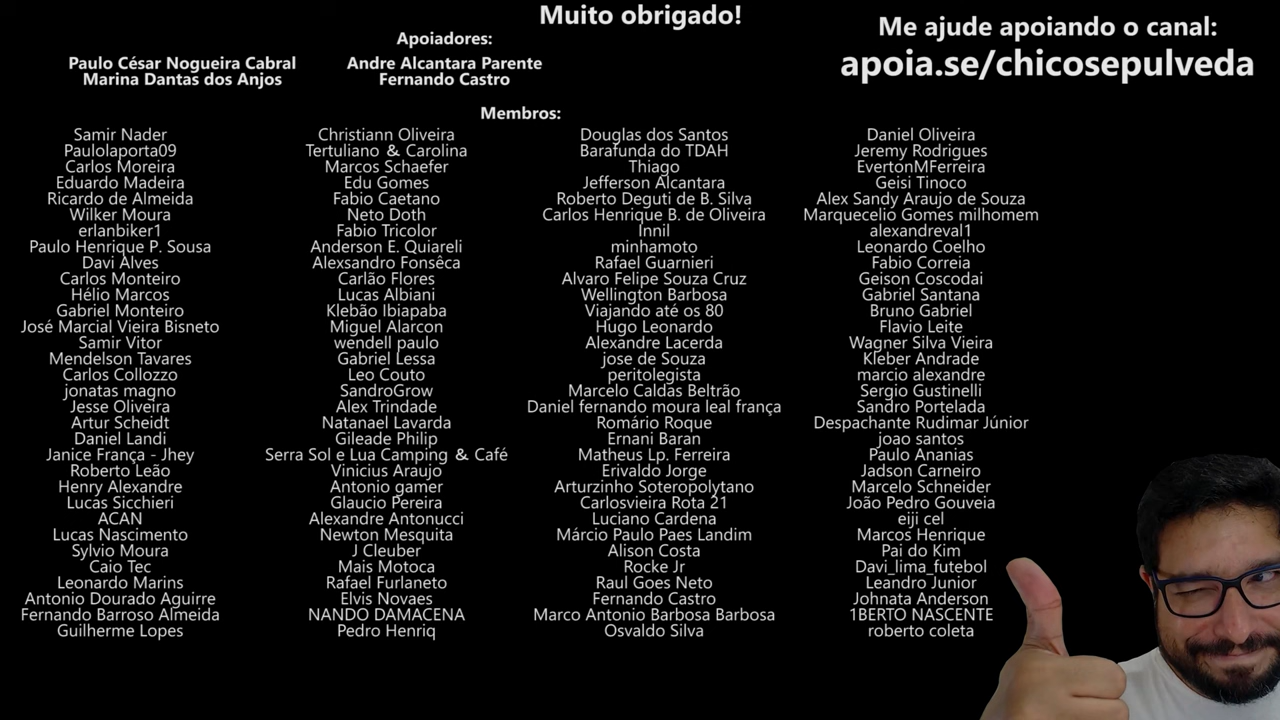 Muito obrigado!
Me ajude apoiando o canal:
apoia.se/chicosepulveda
Apoiadores:
Paulo César Nogueira Cabral
Marina Dantas dos Anjos
Andre Alcantara Parente
Fernando Castro
Membros:
Samir Nader
Paulolaporta09
Carlos Moreira
Eduardo Madeira
Ricardo de Almeida
Wilker Moura
erlanbiker1
Paulo Henrique P. Sousa
Davi Alves
Carlos Monteiro
Hélio Marcos
Gabriel Monteiro
José Marcial Vieira Bisneto
Samir Vitor
Mendelson Tavares
Carlos Collozzo
jonatas magno
Jesse Oliveira
Artur Scheidt
Daniel Landi
Janice França - Jhey
Roberto Leão
Henry Alexandre
Lucas Sicchieri
ACAN
Lucas Nascimento
Sylvio Moura
Caio Tec
Leonardo Marins
Antonio Dourado Aguirre
Fernando Barroso Almeida
Guilherme Lopes
Christiann Oliveira
Tertuliano & Carolina
Marcos Schaefer
Edu Gomes
Fabio Caetano
Neto Doth
Fabio Tricolor
Anderson E. Quiareli
Alexsandro Fonsêca
Carlão Flores
Lucas Albiani
Klebão Ibiapaba
Miguel Alarcon
wendell paulo
Gabriel Lessa
Leo Couto
SandroGrow
Alex Trindade
Natanael Lavarda
Gileade Philip
Serra Sol e Lua Camping & Café
Vinicius Araujo
Antonio gamer
Glaucio Pereira
Alexandre Antonucci
Newton Mesquita
J Cleuber
Mais Motoca
Rafael Furlaneto
Elvis Novaes
NANDO DAMACENA
Pedro Henriq
Douglas dos Santos
Barafunda do TDAH
Thiago
Jefferson Alcantara
Roberto Deguti de B. Silva
Carlos Henrique B. de Oliveira
Innil
minhamoto
Rafael Guarnieri
Alvaro Felipe Souza Cruz
Wellington Barbosa
Viajando até os 80
Hugo Leonardo
Alexandre Lacerda
jose de Souza
peritolegista
Marcelo Caldas Beltrão
Daniel fernando moura leal frança
Romário Roque
Ernani Baran
Matheus Lp. Ferreira
Erivaldo Jorge
Arturzinho Soteropolytano
Carlosvieira Rota 21
Luciano Cardena
Márcio Paulo Paes Landim
Alison Costa
Rocke Jr
Raul Goes Neto
Fernando Castro
Marco Antonio Barbosa Barbosa
Osvaldo Silva
Daniel Oliveira
Jeremy Rodrigues
EvertonMFerreira
Geisi Tinoco
Alex Sandy Araujo de Souza
Marquecelio Gomes milhomem
alexandreval1
Leonardo Coelho
Fabio Correia
Geison Coscodai
Gabriel Santana
Bruno Gabriel
Flavio Leite
Wagner Silva Vieira
Kleber Andrade
marcio alexandre
Sergio Gustinelli
Sandro Portelada
Despachante Rudimar Júnior
joao santos
Paulo Ananias
Jadson Carneiro
Marcelo Schneider
João Pedro Gouveia
eiji cel
Marcos Henrique
Pai do Kim
Davi_lima_futebol
Leandro Junior
Johnata Anderson
1BERTO NASCENTE
roberto coleta